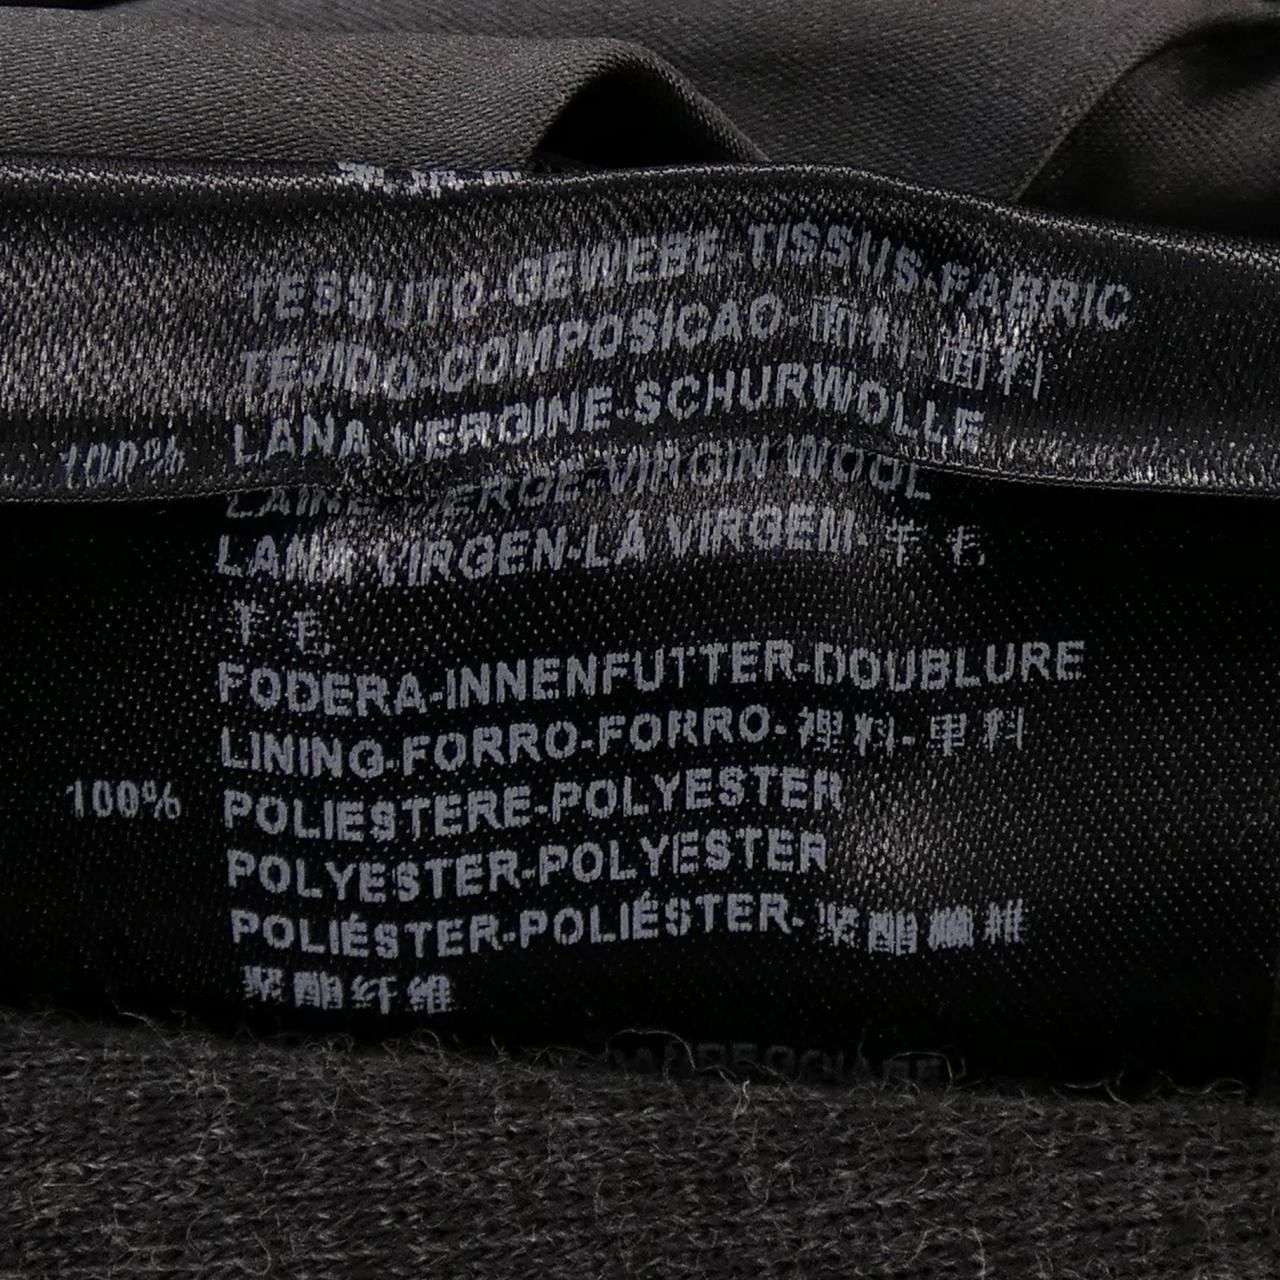 TESSUTO-GEWEBE-TISSUS-FABRIC
TEJIDO-COMPOSICAO-面料-面料
100% LANA VERGINE-SCHURWOLLE
LAINE VIERGE-VIRGIN WOOL
LANA VIRGEN-LÃ VIRGEM-羊毛
羊毛
FODERA-INNENFUTTER-DOUBLURE
LINING-FORRO-FORRO-裡料-里料
100% POLIESTERE-POLYESTER
POLYESTER-POLYESTER
POLIÉSTER-POLIÉSTER-聚酯纖維
聚酯纤维